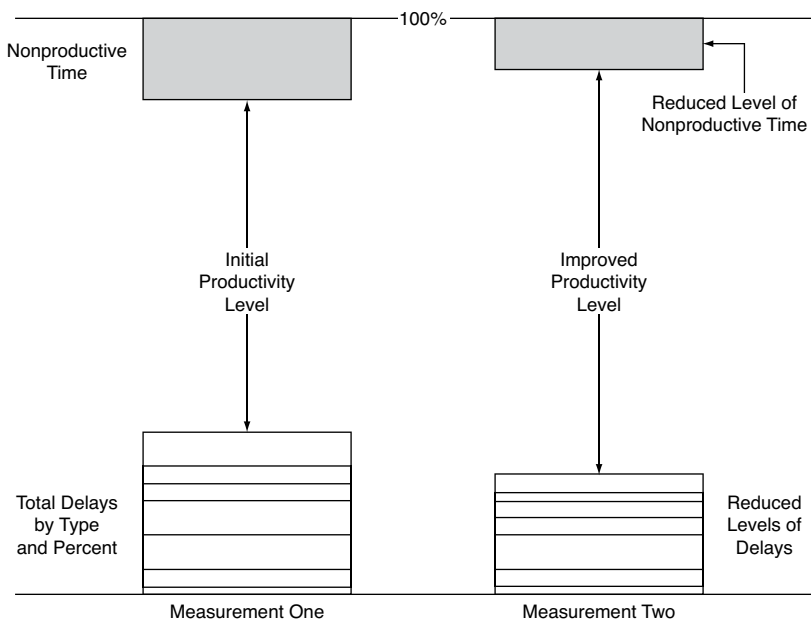 100%
Nonproductive
Time
Reduced Level of
Nonproductive Time
Initial
Productivity
Level
Improved
Productivity
Level
Total Delays
by Type
and Percent
Reduced
Levels of
Delays
Measurement One
Measurement Two